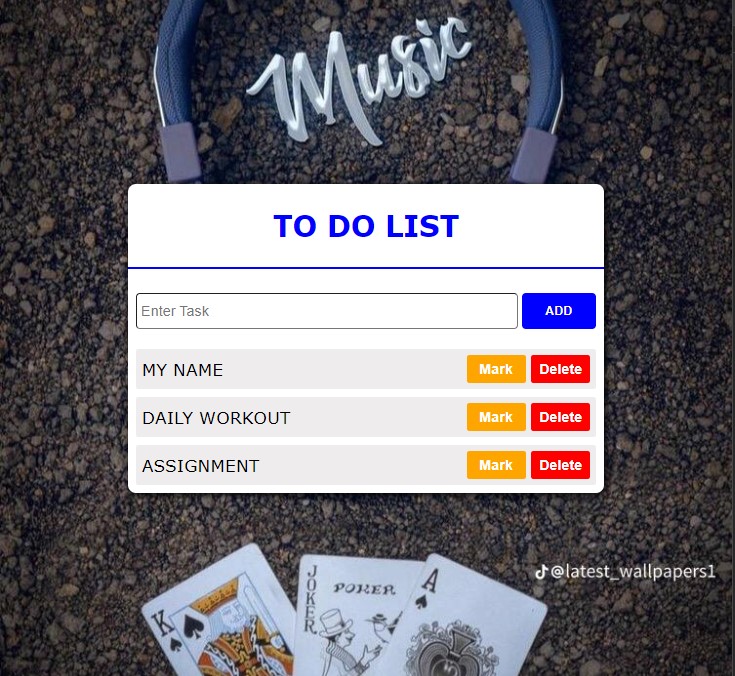 Music
TO DO LIST
Enter Task
ADD
MY NAME Mark Delete
DAILY WORKOUT Mark Delete
ASSIGNMENT Mark Delete
@latest_wallpapers1
K JOKER POKER A